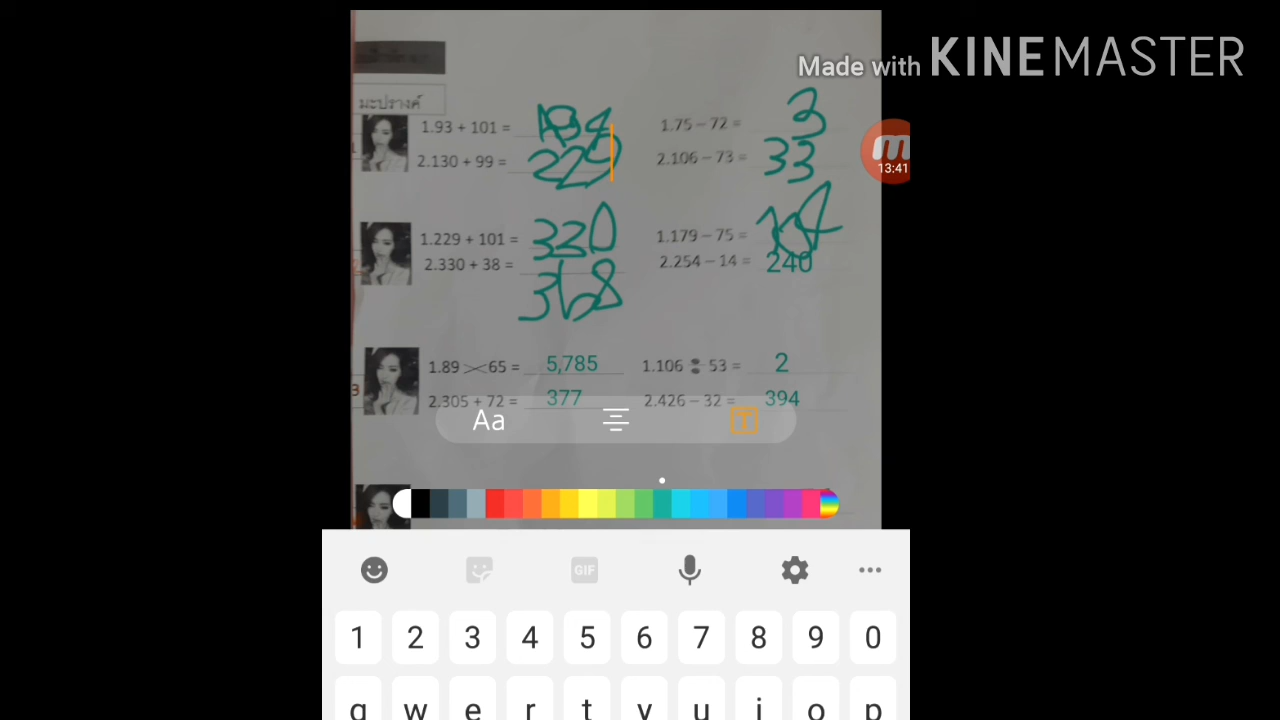 Made with KINEMASTER
มะปรางค์
1.93 + 101 = 194
1.75 – 72 = 3
13:41
2.130 + 99 = 229
2.106 – 73 = 33
1.229 + 101 = 330
1.179 – 75 = 104
2.330 + 38 = 368
2.254 – 14 = 240
3
1.89 × 65 = 5,785
1.106 : 53 = 2
2.305 + 72 = 377
2.426 – 32 = 394
Aa
GIF
1 2 3 4 5 6 7 8 9 0
q w e r t y u i o p